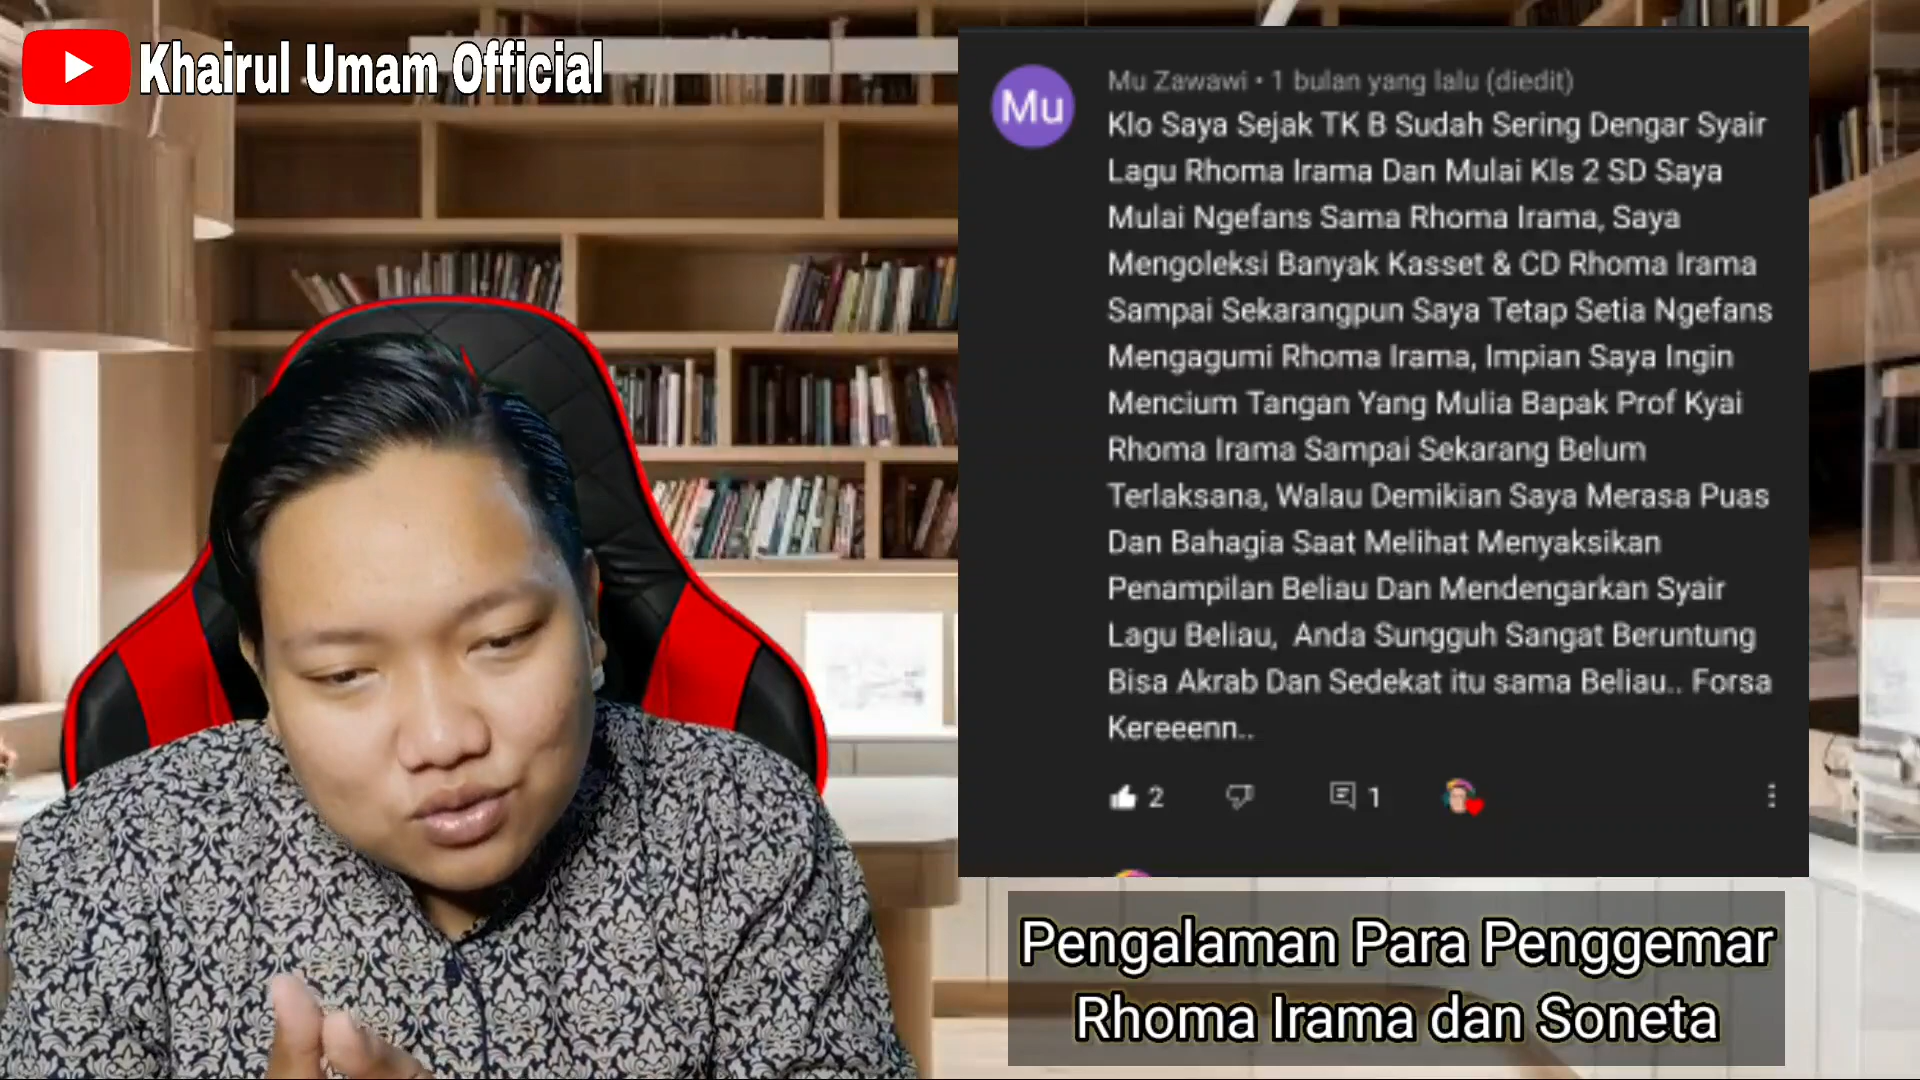 Khairul Umam Official
Mu
Mu Zawawi • 1 bulan yang lalu (diedit)
Klo Saya Sejak TK B Sudah Sering Dengar Syair
Lagu Rhoma Irama Dan Mulai Kls 2 SD Saya
Mulai Ngefans Sama Rhoma Irama, Saya
Mengoleksi Banyak Kasset & CD Rhoma Irama
Sampai Sekarangpun Saya Tetap Setia Ngefans
Mengagumi Rhoma Irama, Impian Saya Ingin
Mencium Tangan Yang Mulia Bapak Prof Kyai
Rhoma Irama Sampai Sekarang Belum
Terlaksana, Walau Demikian Saya Merasa Puas
Dan Bahagia Saat Melihat Menyaksikan
Penampilan Beliau Dan Mendengarkan Syair
Lagu Beliau, Anda Sungguh Sangat Beruntung
Bisa Akrab Dan Sedekat itu sama Beliau.. Forsa
Kereeenn..
2 1
Pengalaman Para Penggemar
Rhoma Irama dan Soneta